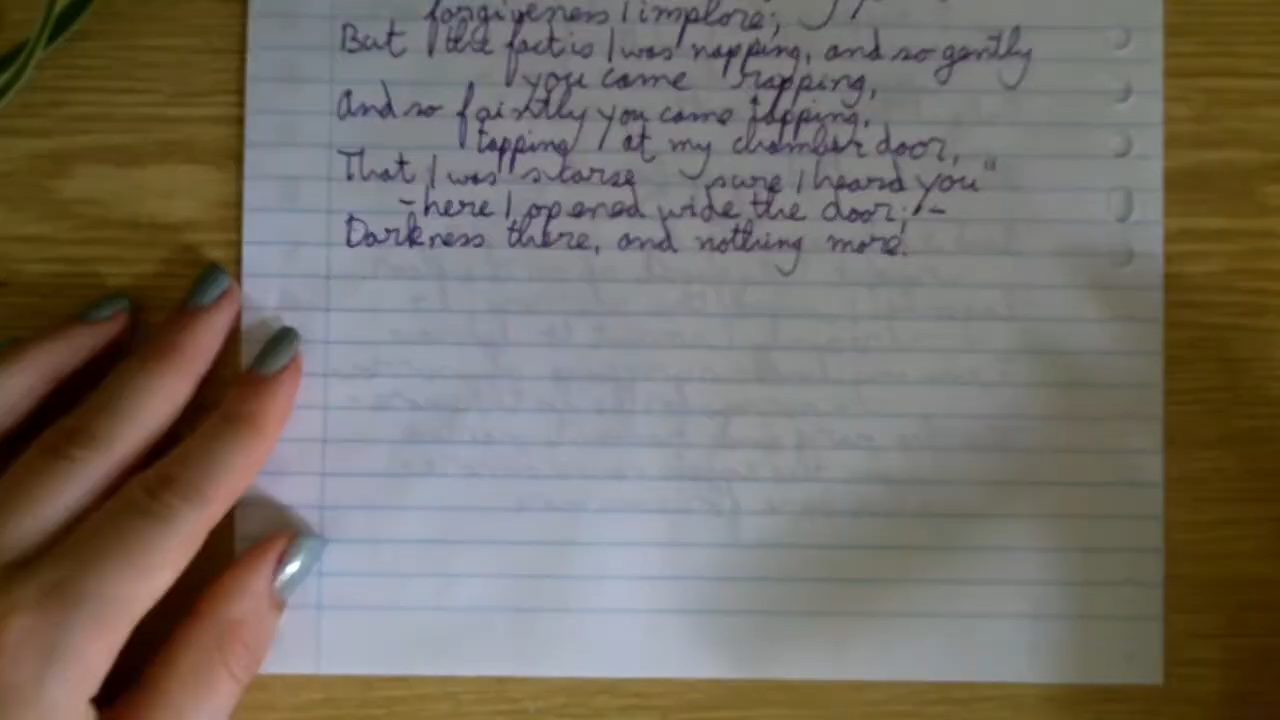 forgiveness I implore;
But the fact is I was napping, and so gently
you came rapping,
And so faintly you came tapping,
tapping at my chamber door,
That I was scarse sure I heard you"
- here I opened wide the door; -
Darkness there, and nothing more.